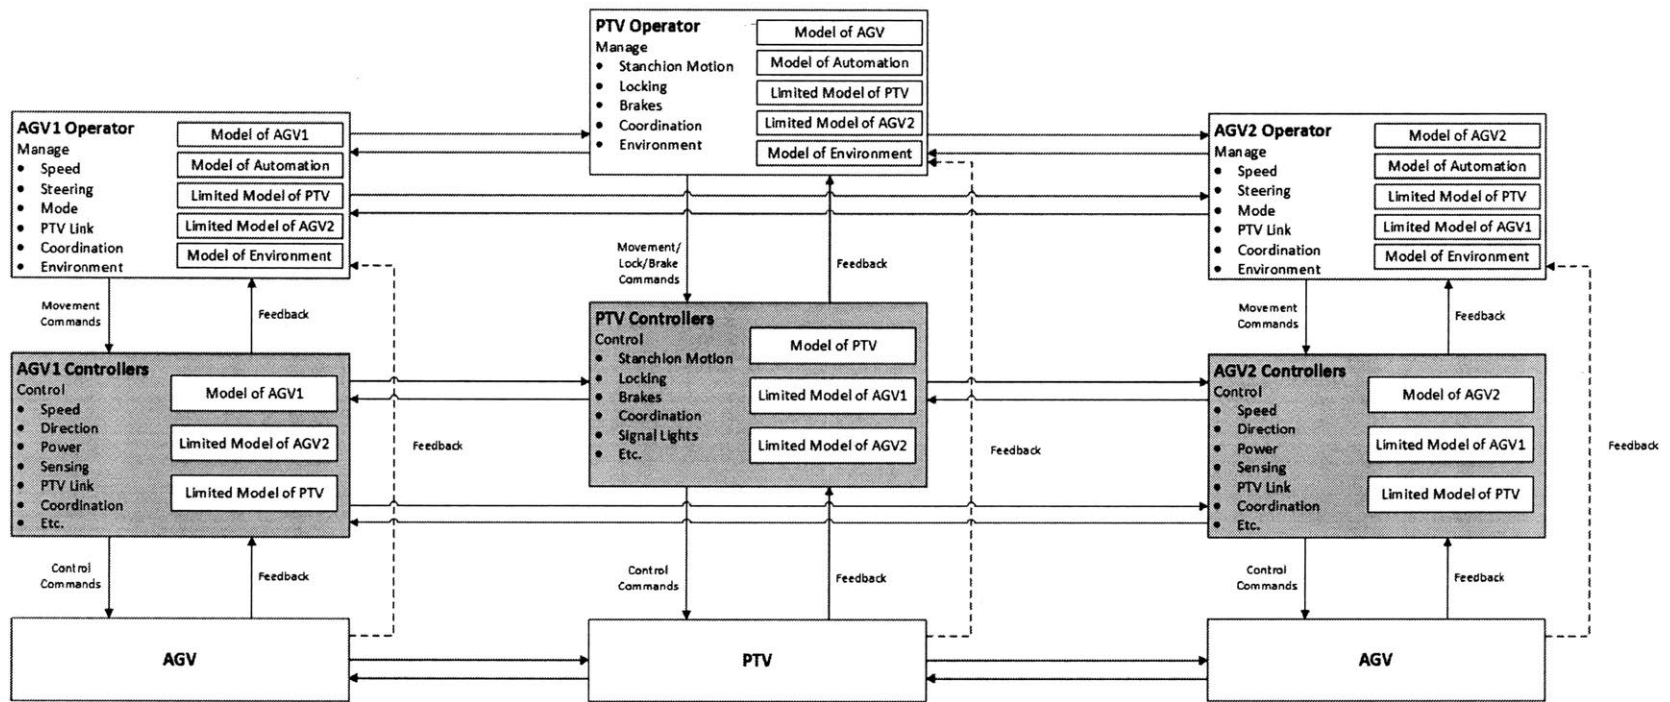 PTV Operator
Manage
• Stanchion Motion
• Locking
• Brakes
• Coordination
• Environment
Model of AGV
Model of Automation
Limited Model of PTV
Limited Model of AGV2
Model of Environment
AGV1 Operator
Manage
• Speed
• Steering
• Mode
• PTV Link
• Coordination
• Environment
Model of AGV1
Model of Automation
Limited Model of PTV
Limited Model of AGV2
Model of Environment
AGV2 Operator
Manage
• Speed
• Steering
• Mode
• PTV Link
• Coordination
• Environment
Model of AGV2
Model of Automation
Limited Model of PTV
Limited Model of AGV1
Model of Environment
Movement
Commands
Feedback
Movement/
Lock/Brake
Commands
Feedback
Movement
Commands
Feedback
AGV1 Controllers
Control
• Speed
• Direction
• Power
• Sensing
• PTV Link
• Coordination
• Etc.
Model of AGV1
Limited Model of AGV2
Limited Model of PTV
Feedback
PTV Controllers
Control
• Stanchion Motion
• Locking
• Brakes
• Coordination
• Signal Lights
• Etc.
Model of PTV
Limited Model of AGV1
Limited Model of AGV2
Feedback
AGV2 Controllers
Control
• Speed
• Direction
• Power
• Sensing
• PTV Link
• Coordination
• Etc.
Model of AGV2
Limited Model of AGV1
Limited Model of PTV
Feedback
Control
Commands
Feedback
Control
Commands
Feedback
Control
Commands
Feedback
AGV
PTV
AGV